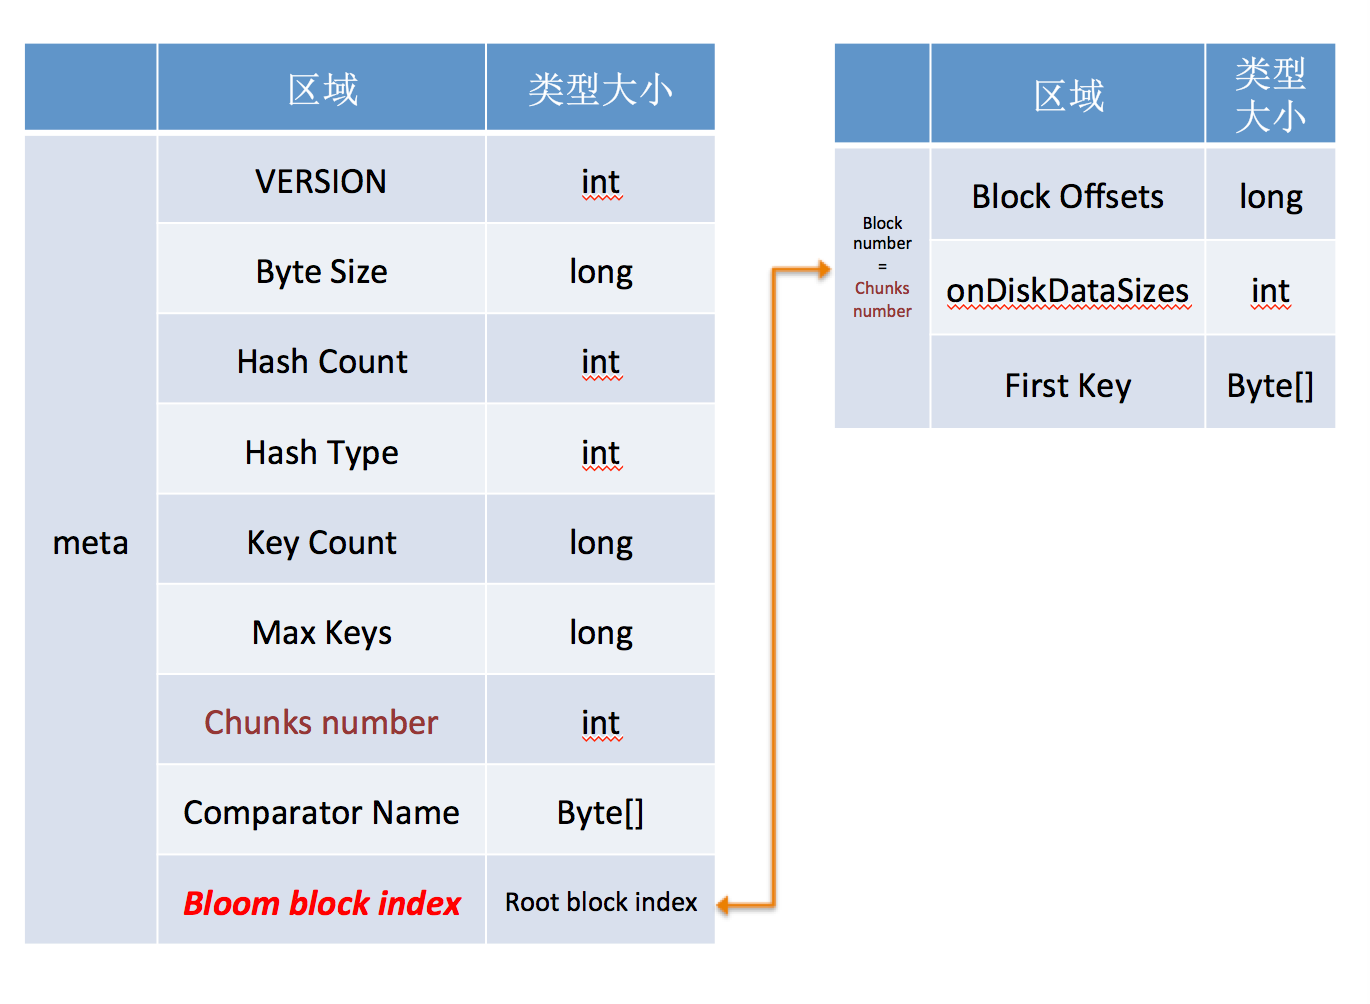 区域 类型大小
meta
VERSION int
Byte Size long
Hash Count int
Hash Type int
Key Count long
Max Keys long
Chunks number int
Comparator Name Byte[]
Bloom block index Root block index
区域 类型
大小
Block
number
=
Chunks
number
Block Offsets long
onDiskDataSizes int
First Key Byte[]